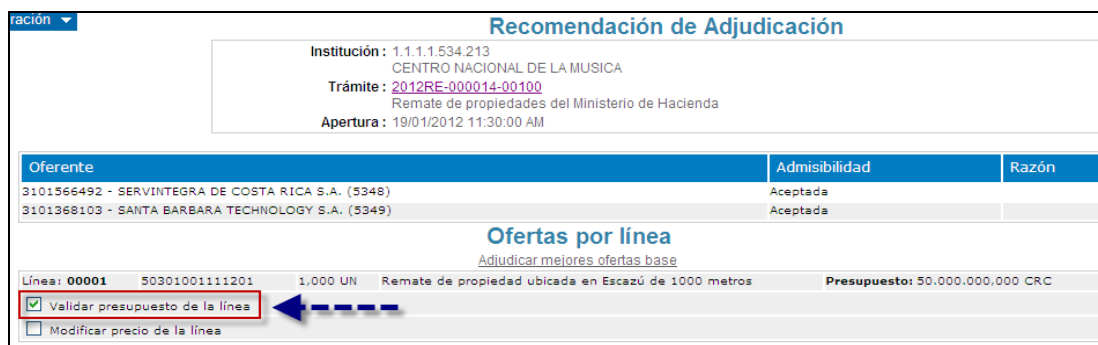 ración
Recomendación de Adjudicación
Institución : 1.1.1.1.534.213
CENTRO NACIONAL DE LA MUSICA
Trámite : 2012RE-000014-00100
Remate de propiedades del Ministerio de Hacienda
Apertura : 19/01/2012 11:30:00 AM
Oferente Admisibilidad Razón
3101566492 - SERVINTEGRA DE COSTA RICA S.A. (5348) Aceptada
3101368103 - SANTA BARBARA TECHNOLOGY S.A. (5349) Aceptada
Ofertas por línea
Adjudicar mejores ofertas base
Línea: 00001 50301001111201 1,000 UN Remate de propiedad ubicada en Escazú de 1000 metros Presupuesto: 50.000.000,000 CRC
Validar presupuesto de la línea
Modificar precio de la línea